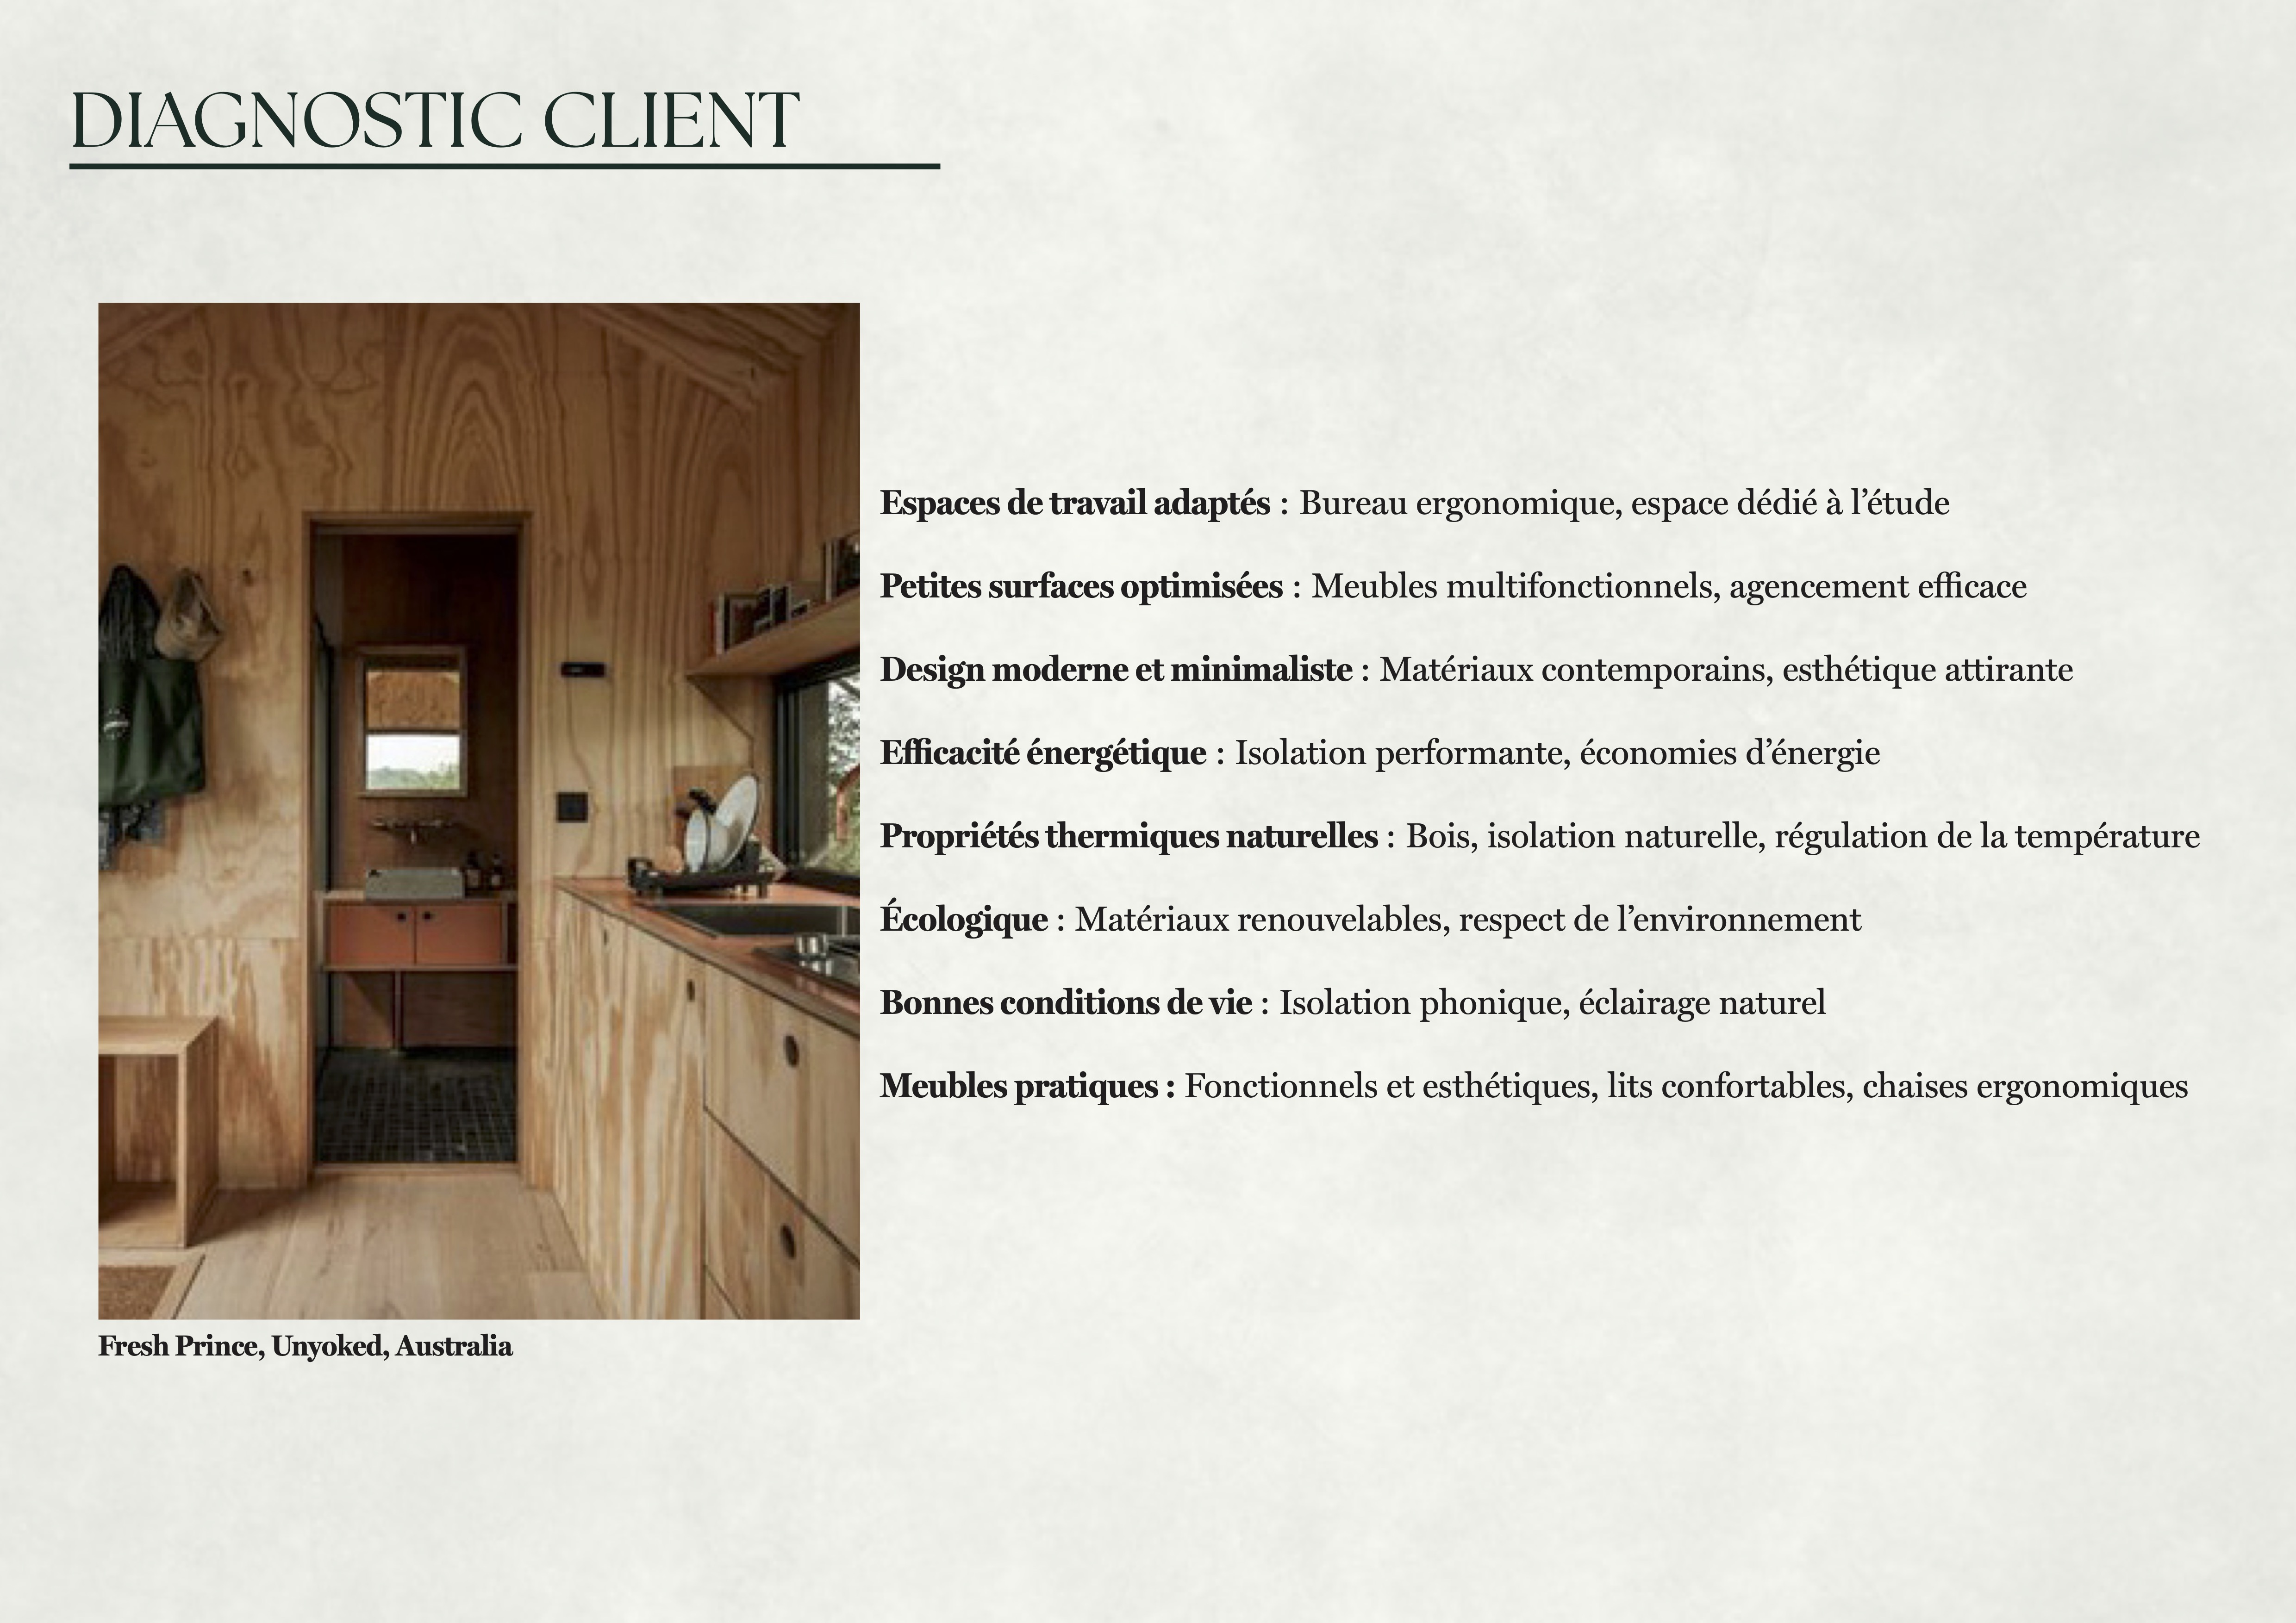 DIAGNOSTIC CLIENT
Espaces de travail adaptés : Bureau ergonomique, espace dédié à l’étude
Petites surfaces optimisées : Meubles multifonctionnels, agencement efficace
Design moderne et minimaliste : Matériaux contemporains, esthétique attirante
Efficacité énergétique : Isolation performante, économies d’énergie
Propriétés thermiques naturelles : Bois, isolation naturelle, régulation de la température
Écologique : Matériaux renouvelables, respect de l’environnement
Bonnes conditions de vie : Isolation phonique, éclairage naturel
Meubles pratiques : Fonctionnels et esthétiques, lits confortables, chaises ergonomiques
Fresh Prince, Unyoked, Australia